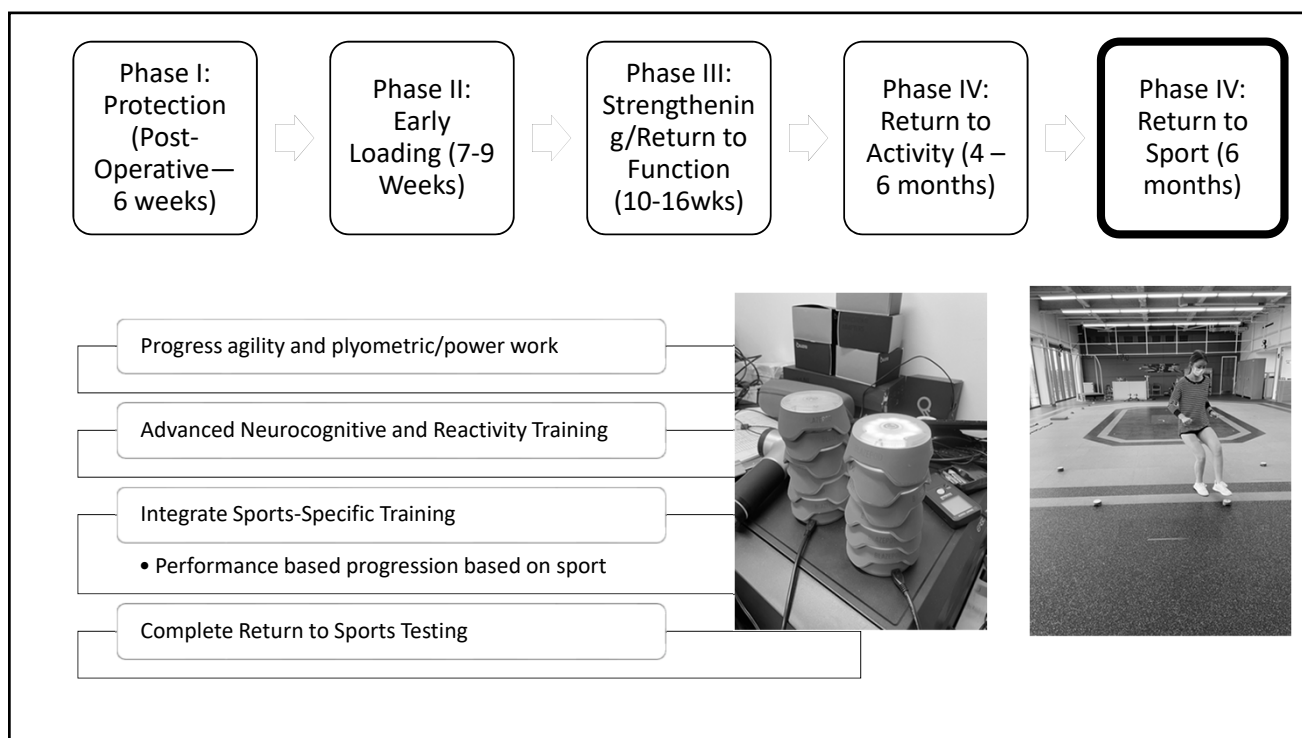 Phase I:
Protection
(Post-
Operative—
6 weeks)
Phase II:
Early
Loading (7-9
Weeks)
Phase III:
Strengthenin
g/Return to
Function
(10-16wks)
Phase IV:
Return to
Activity (4 –
6 months)
Phase IV:
Return to
Sport (6
months)
Progress agility and plyometric/power work
Advanced Neurocognitive and Reactivity Training
Integrate Sports-Specific Training
• Performance based progression based on sport
Complete Return to Sports Testing